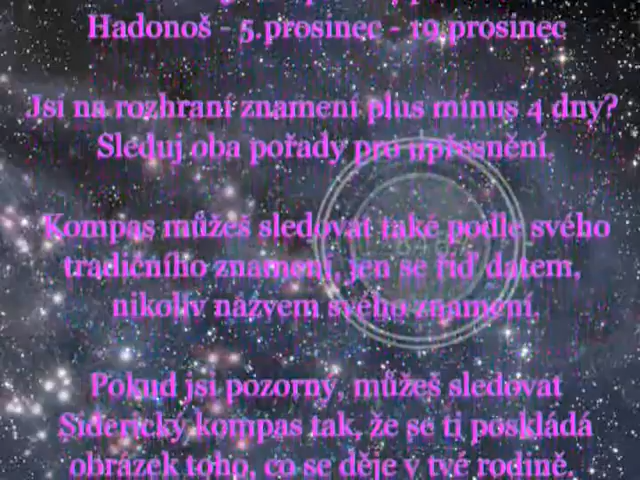 Hadonoš - 5.prosinec - 19.prosinec
Jsi na rozhraní znamení plus mínus 4 dny?
Sleduj oba pořady pro upřesnění.
Kompas můžeš sledovat také podle svého
tradičního znamení, jen se řiď datem,
nikoliv názvem svého znamení.
Pokud jsi pozorný, můžeš sledovat
Siderický kompas tak, že se ti poskládá
obrázek toho, co se děje v tvé rodině.